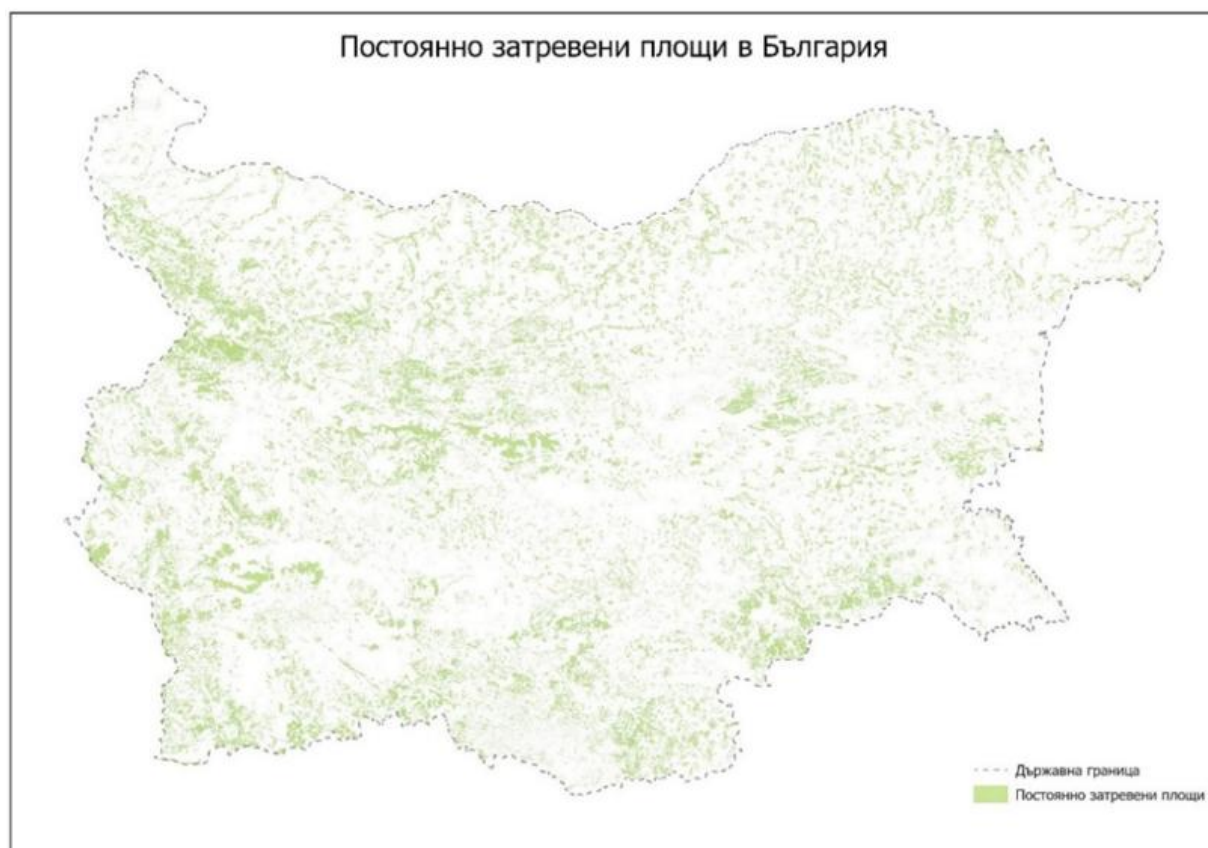 Постоянно затревени площи в България
Държавна граница
Постоянно затревени площи